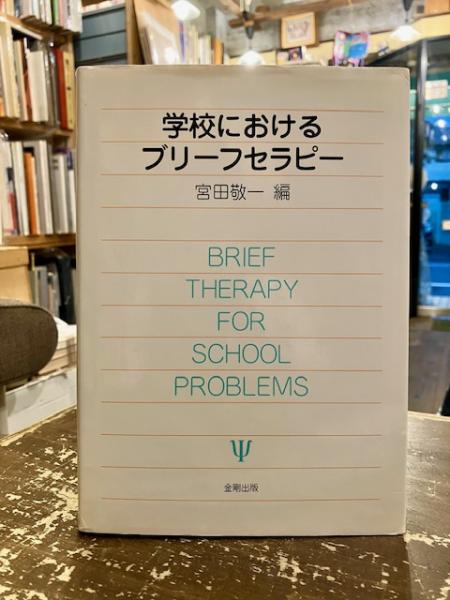 学校における
ブリーフセラピー
宮田敬一 編
BRIEF
THERAPY
FOR
SCHOOL
PROBLEMS
Ψ
金剛出版